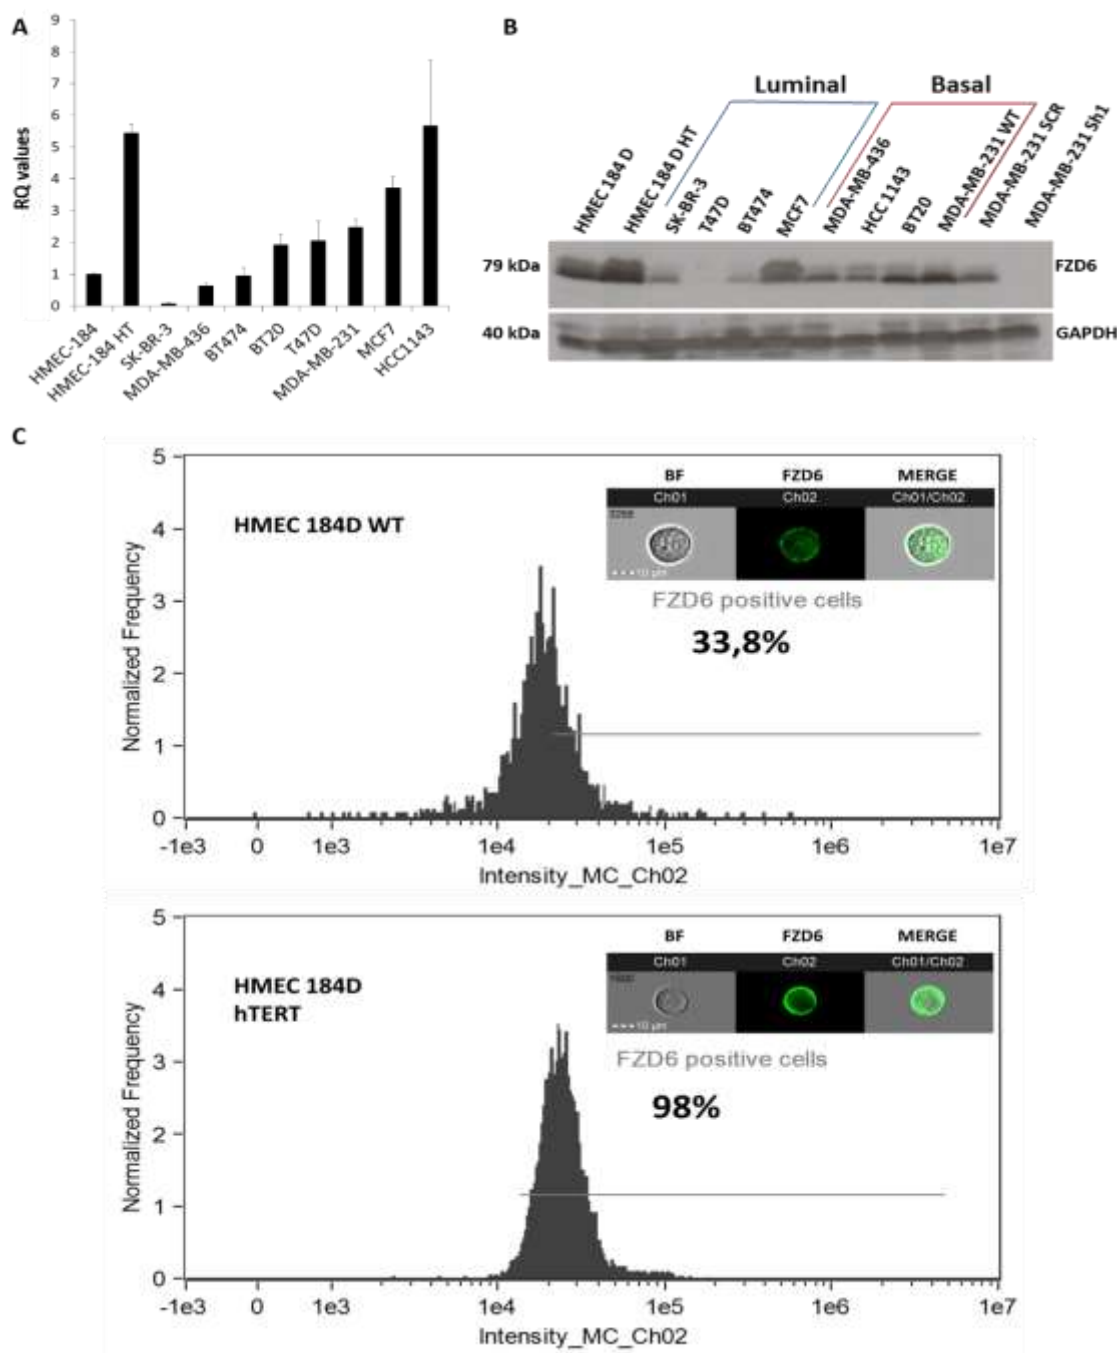 A
RQ values
9
8
7
6
5
4
3
2
1
0
HMEC-184
HMEC-184 HT
SK-BR-3
MDA-MB-436
BT474
BT20
T47D
MDA-MB-231
MCF7
HCC1143
B
Luminal Basal
HMEC 184 D
HMEC 184 D HT
SK-BR-3
T47D
BT474
MCF7
MDA-MB-436
HCC 1143
BT20
MDA-MB-231 WT
MDA-MB-231 SCR
MDA-MB-231 Sh1
79 kDa FZD6
40 kDa GAPDH
C
Normalized Frequency
5
4
3
2
1
0
HMEC 184D WT
BF FZD6 MERGE
Ch01 Ch02 Ch01/Ch02
10 µm
FZD6 positive cells
33,8%
-1e3 0 1e3 1e4 1e5 1e6 1e7
Intensity_MC_Ch02
Normalized Frequency
5
4
3
2
1
0
HMEC 184D
hTERT
BF FZD6 MERGE
Ch01 Ch02 Ch01/Ch02
10 µm
FZD6 positive cells
98%
-1e3 0 1e3 1e4 1e5 1e6 1e7
Intensity_MC_Ch02